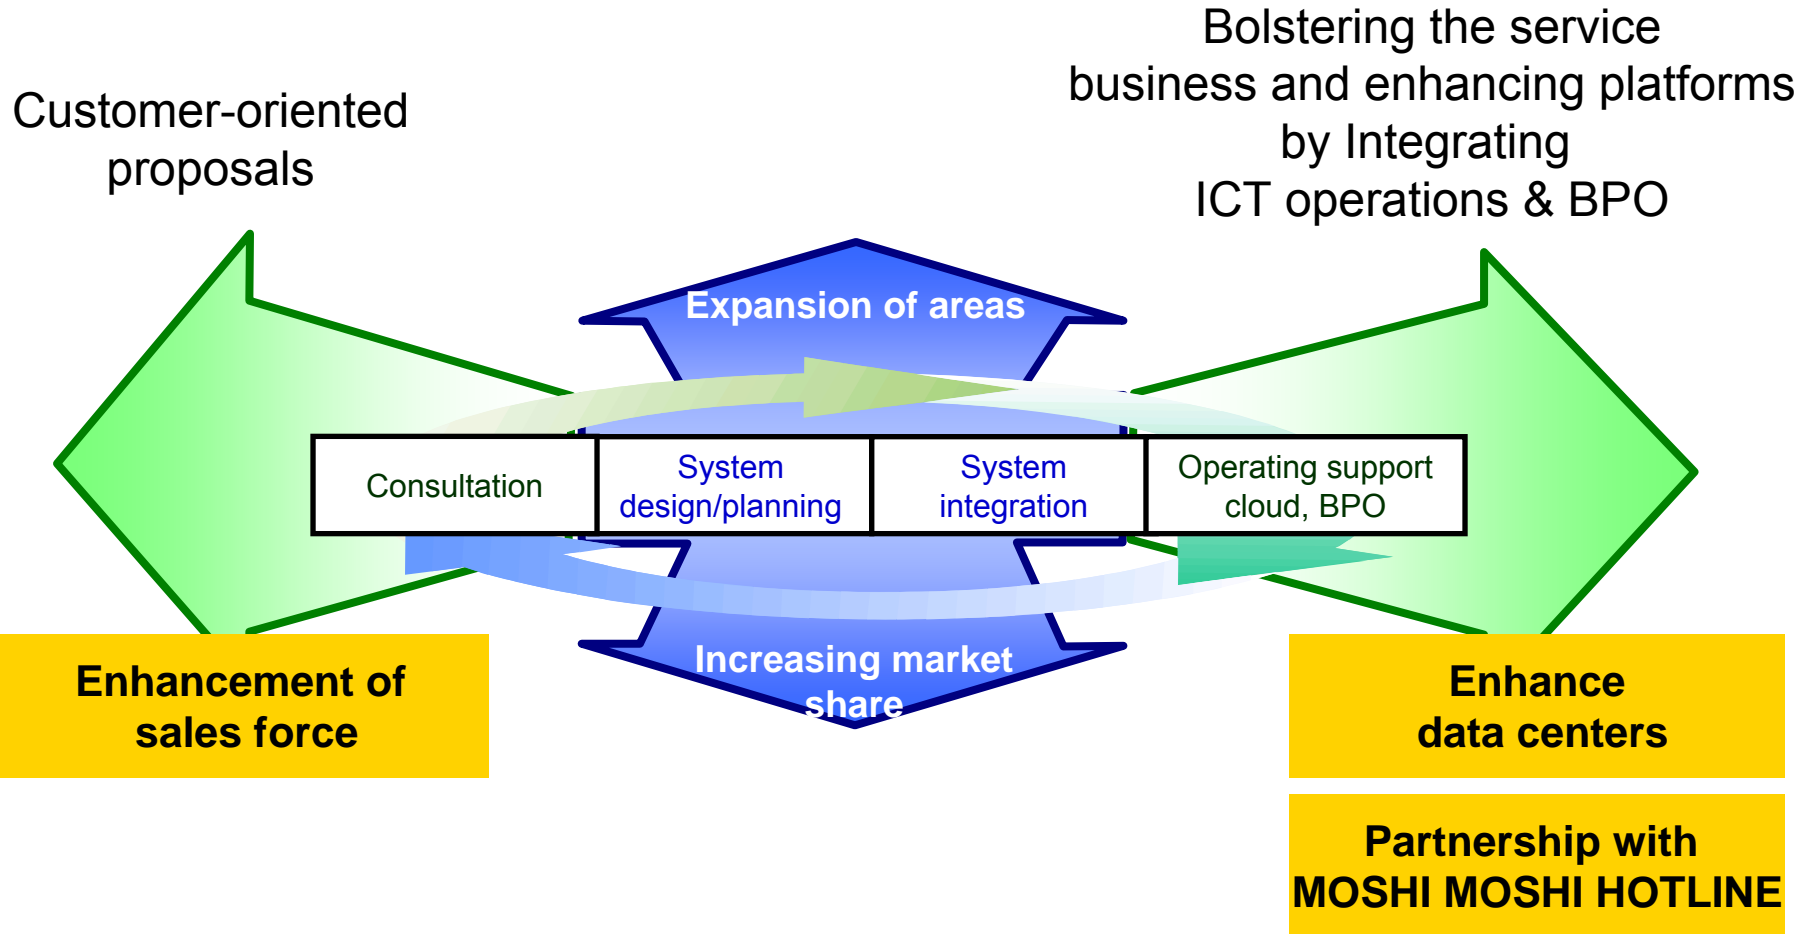 Bolstering the service
business and enhancing platforms
by Integrating
ICT operations & BPO
Customer-oriented
proposals
Expansion of areas
Consultation
System
design/planning
System
integration
Operating support
cloud, BPO
Increasing market
share
Enhancement of
sales force
Enhance
data centers
Partnership with
MOSHI MOSHI HOTLINE